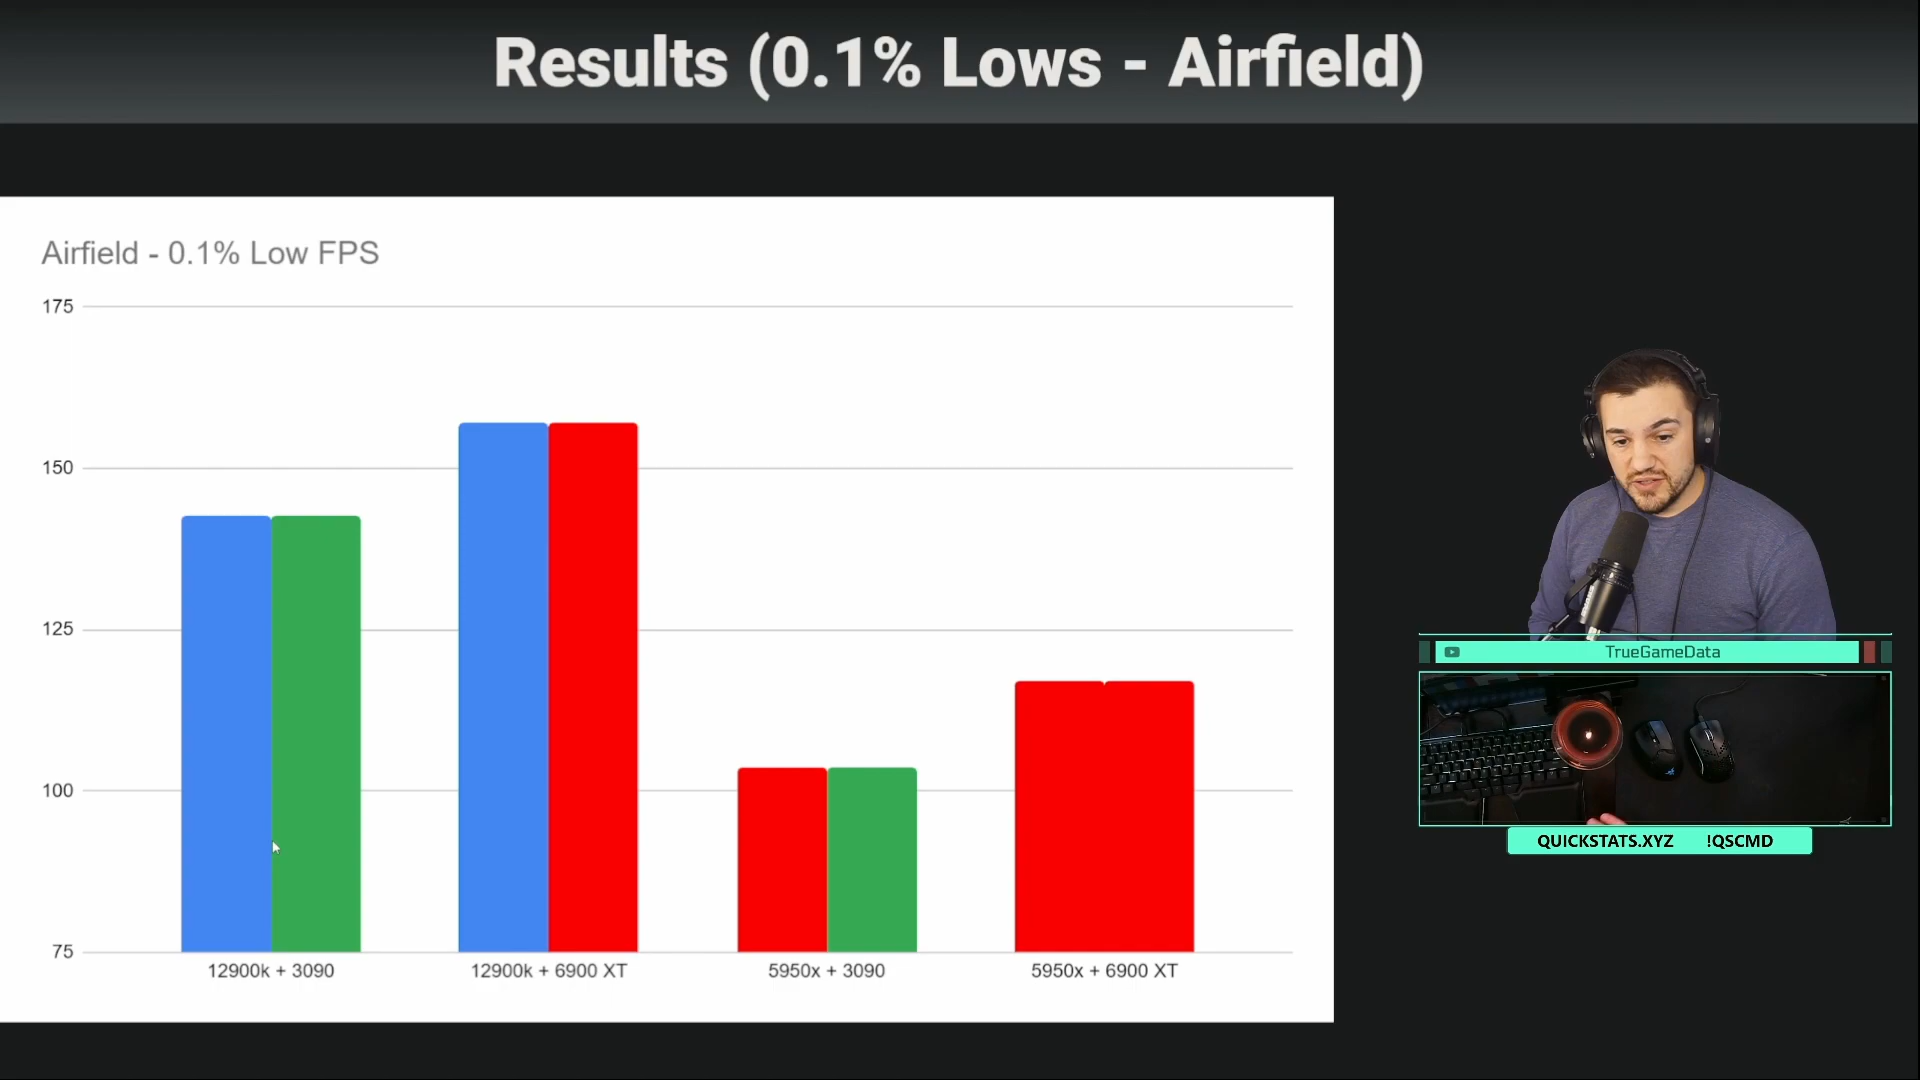 Results (0.1% Lows - Airfield)
Airfield - 0.1% Low FPS
175
150
125
100
75
12900k + 3090
12900k + 6900 XT
5950x + 3090
5950x + 6900 XT
TrueGameData
QUICKSTATS.XYZ !QSCMD